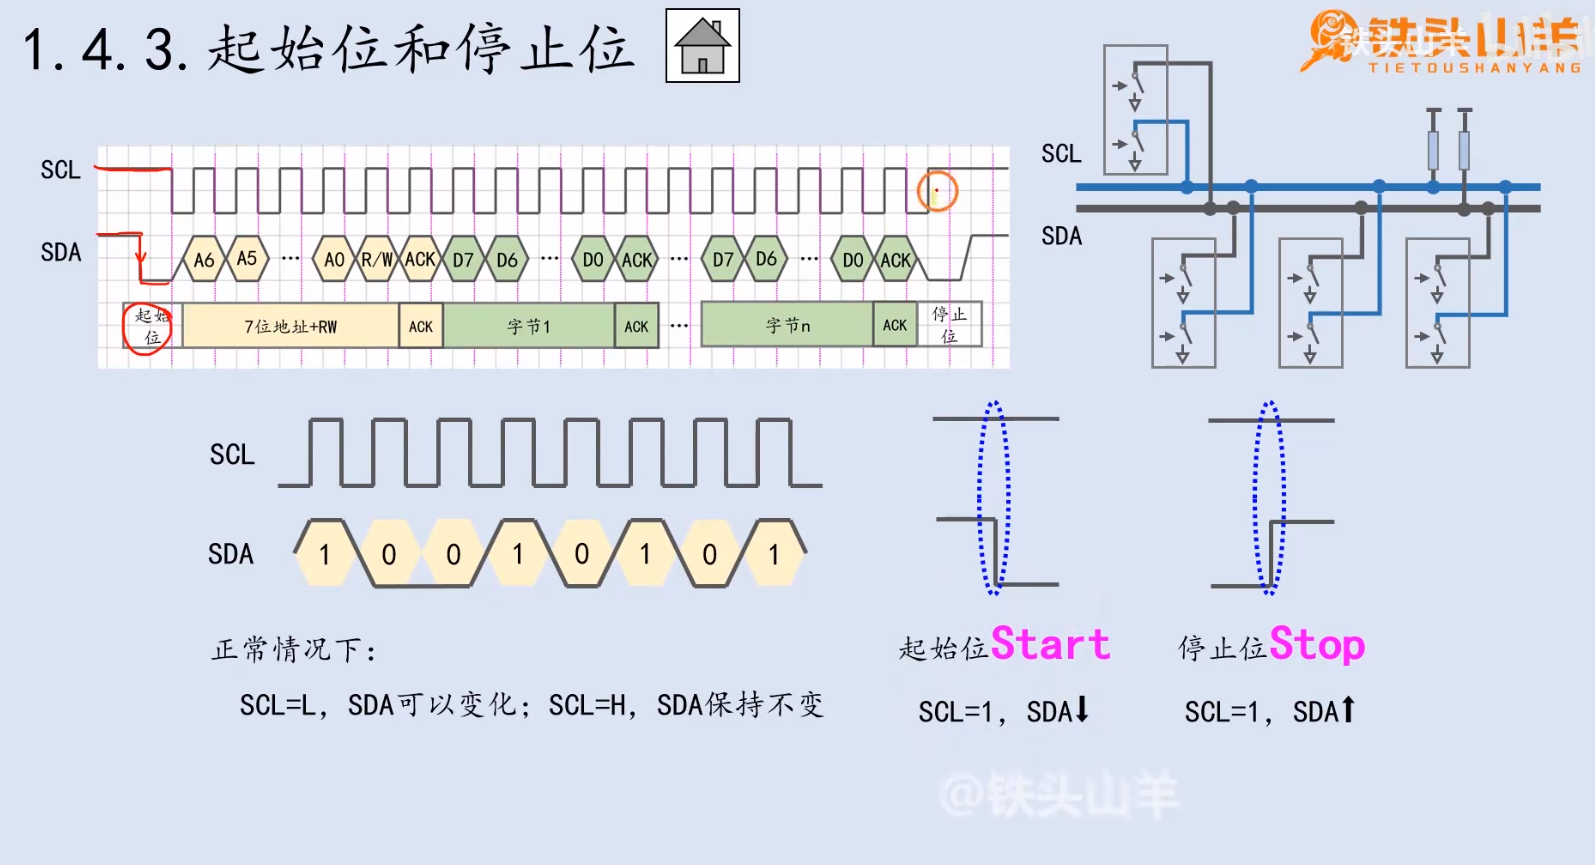 1.4.3.起始位和停止位
铁头山羊
TIETOUSHANYANG
SCL
SDA
A6 A5 ... A0 R/W ACK D7 D6 ... D0 ACK ... D7 D6 ... D0 ACK
起始位 7位地址+RW ACK 字节1 ACK ... 字节n ACK 停止位
SCL
SDA
SCL
SDA 1 0 0 1 0 1 0 1
正常情况下:
SCL=L, SDA可以变化; SCL=H, SDA保持不变
起始位Start
SCL=1, SDA⬇
停止位Stop
SCL=1, SDA⬆
@铁头山羊